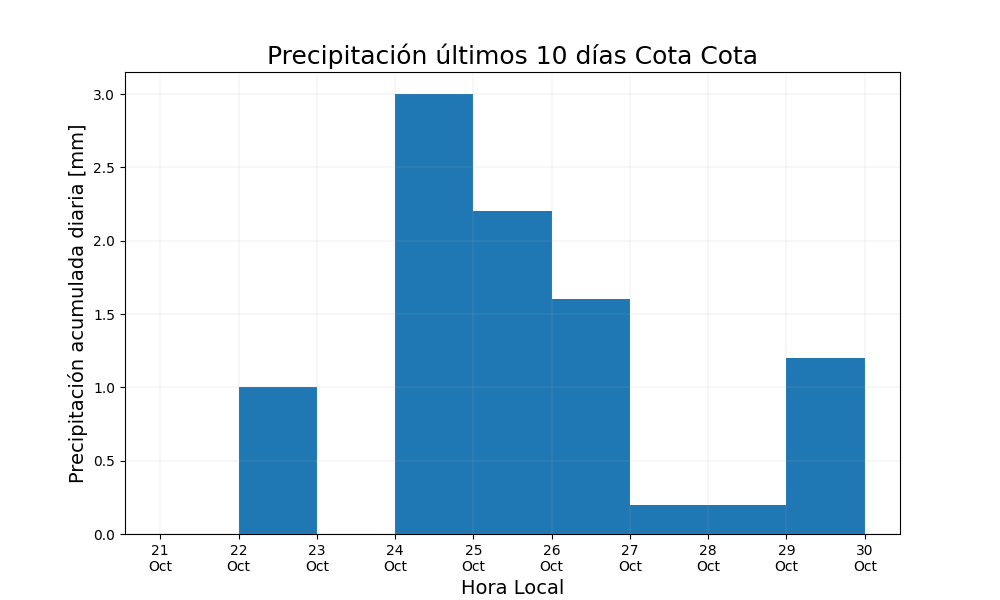 Precipitación últimos 10 días Cota Cota
Precipitación acumulada diaria [mm]
3.0
2.5
2.0
1.5
1.0
0.5
0.0
21 22 23 24 25 26 27 28 29 30
Oct Oct Oct Oct Oct Oct Oct Oct Oct Oct
Hora Local